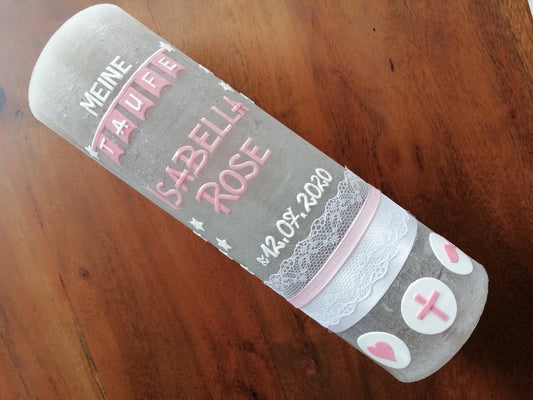 MEINE
TAUFE
ISABELLA
ROSE
*12.07.2020